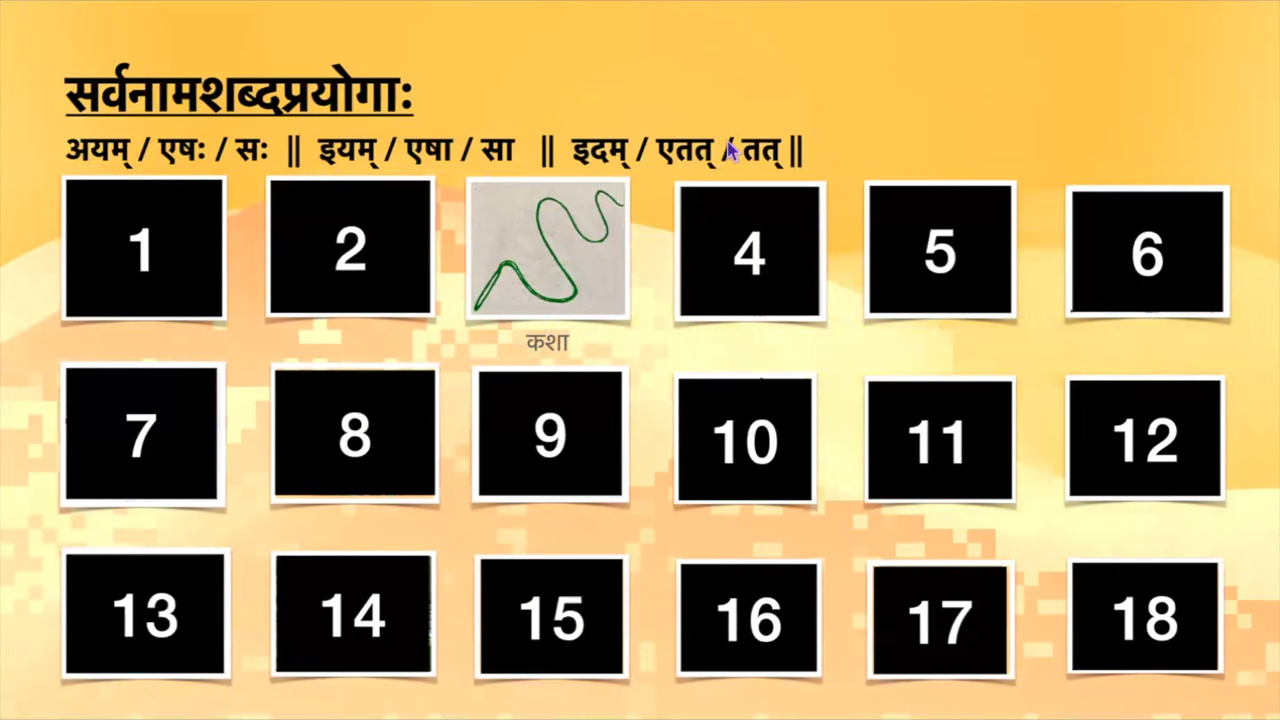 सर्वनामशब्दप्रयोगाः
अयम् / एषः / सः || इयम् / एषा / सा || इदम् / एतत् / तत् ||
1 2 4 5 6
कशा
7 8 9 10 11 12
13 14 15 16 17 18